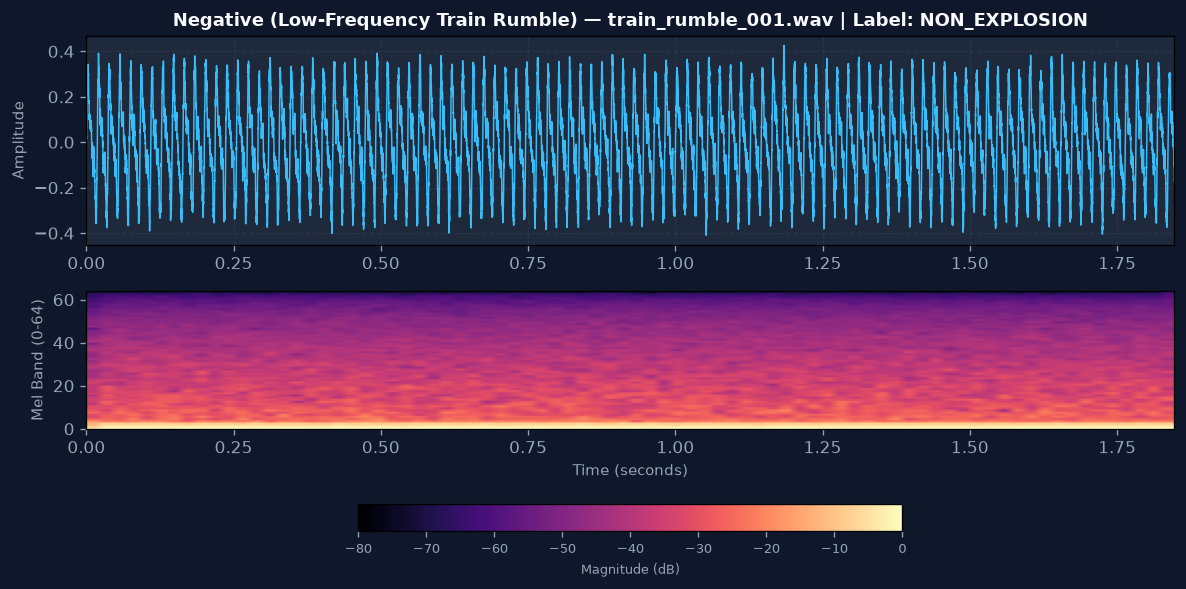 Negative (Low-Frequency Train Rumble) — train_rumble_001.wav | Label: NON_EXPLOSION
Amplitude
0.4
0.2
0.0
−0.2
−0.4
0.00 0.25 0.50 0.75 1.00 1.25 1.50 1.75
Mel Band (0-64)
60
40
20
0
0.00 0.25 0.50 0.75 1.00 1.25 1.50 1.75
Time (seconds)
−80 −70 −60 −50 −40 −30 −20 −10 0
Magnitude (dB)